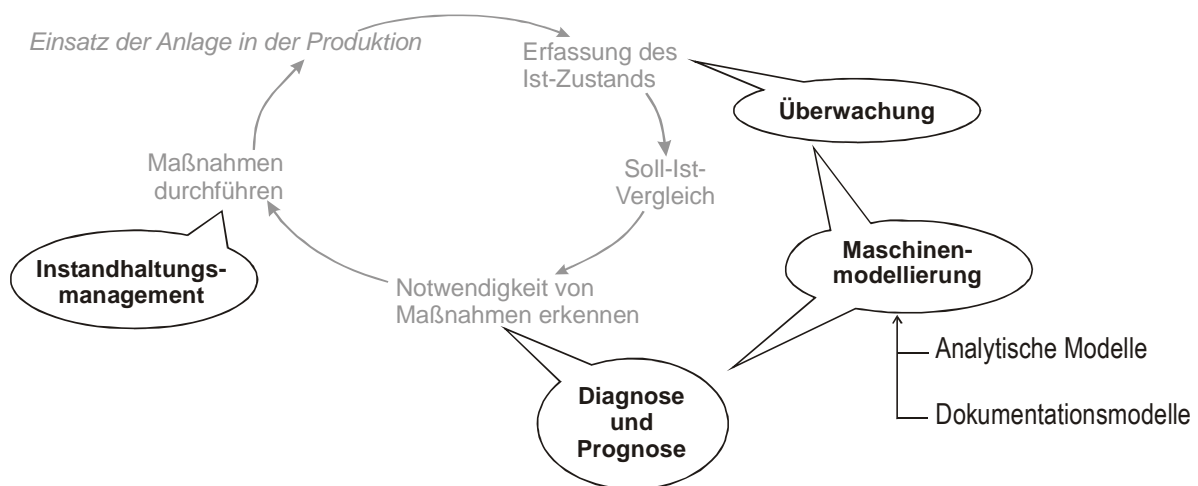 Einsatz der Anlage in der Produktion
Erfassung des
Ist-Zustands
Überwachung
Maßnahmen
durchführen
Soll-Ist-
Vergleich
Instandhaltungs-
management
Maschinen-
modellierung
Notwendigkeit von
Maßnahmen erkennen
Analytische Modelle
Diagnose
und
Prognose
Dokumentationsmodelle